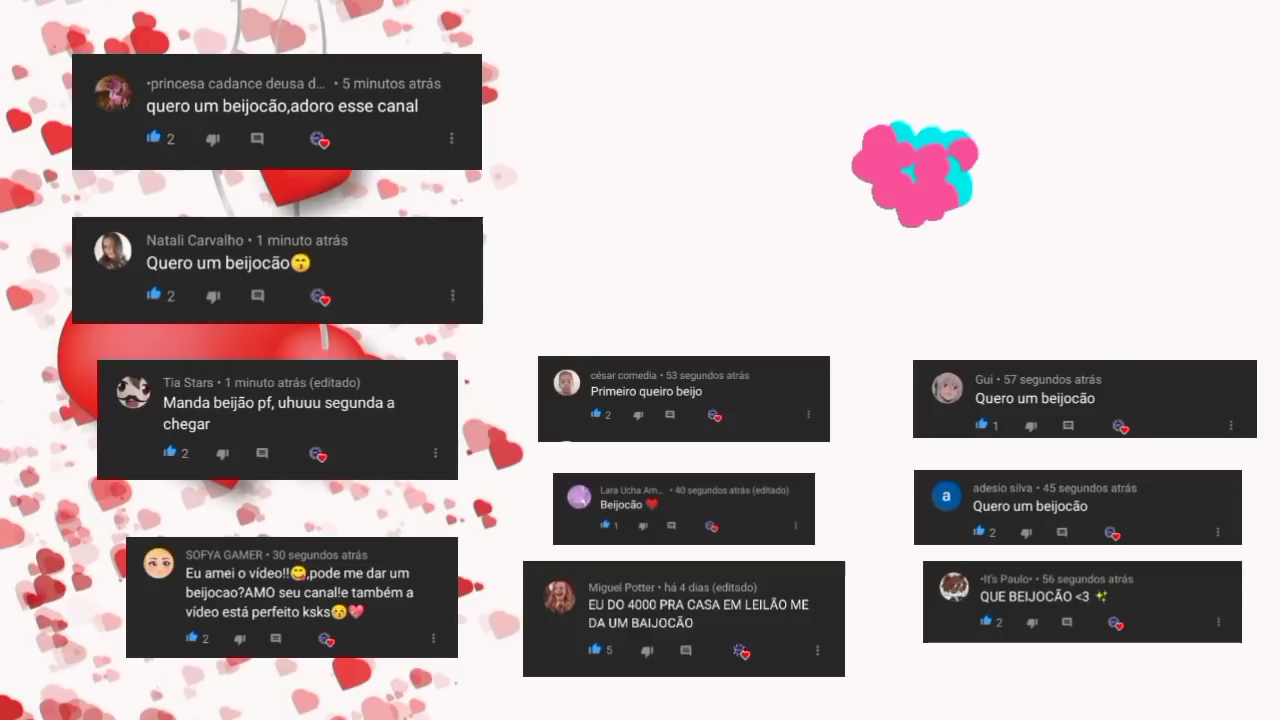 •princesa cadance deusa d... • 5 minutos atrás
quero um beijocão,adoro esse canal
2
Natali Carvalho • 1 minuto atrás
Quero um beijocão😙
2
Tia Stars • 1 minuto atrás (editado)
Manda beijão pf, uhuuu segunda a
chegar
2
SOFYA GAMER • 30 segundos atrás
Eu amei o vídeo!!😋,pode me dar um
beijocao?AMO seu canal!e também a
vídeo está perfeito ksks😚💖
2
césar comedia • 53 segundos atrás
Primeiro queiro beijo
2
Lara Ucha Am... • 40 segundos atrás (editado)
Beijocão ❤️
1
Miguel Potter • há 4 dias (editado)
EU DO 4000 PRA CASA EM LEILÃO ME
DA UM BAIJOCÃO
5
Gui • 57 segundos atrás
Quero um beijocão
1
a
adesio silva • 45 segundos atrás
Quero um beijocão
2
•It's Paulo• • 56 segundos atrás
QUE BEIJOCÃO <3 ✨
2